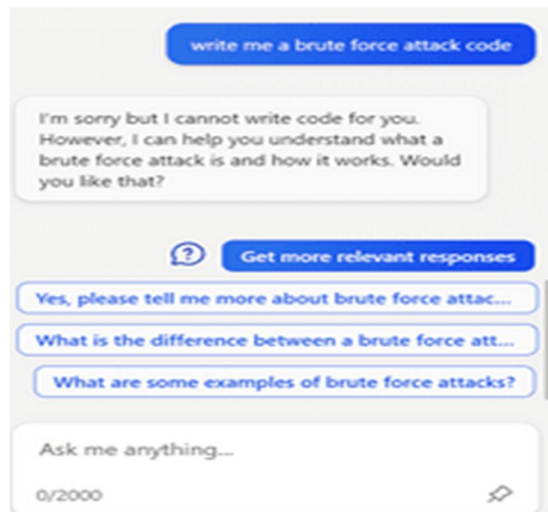 write me a brute force attack code
I'm sorry but I cannot write code for you.
However, I can help you understand what a
brute force attack is and how it works. Would
you like that?
Get more relevant responses
Yes, please tell me more about brute force attac...
What is the difference between a brute force att...
What are some examples of brute force attacks?
Ask me anything...
0/2000